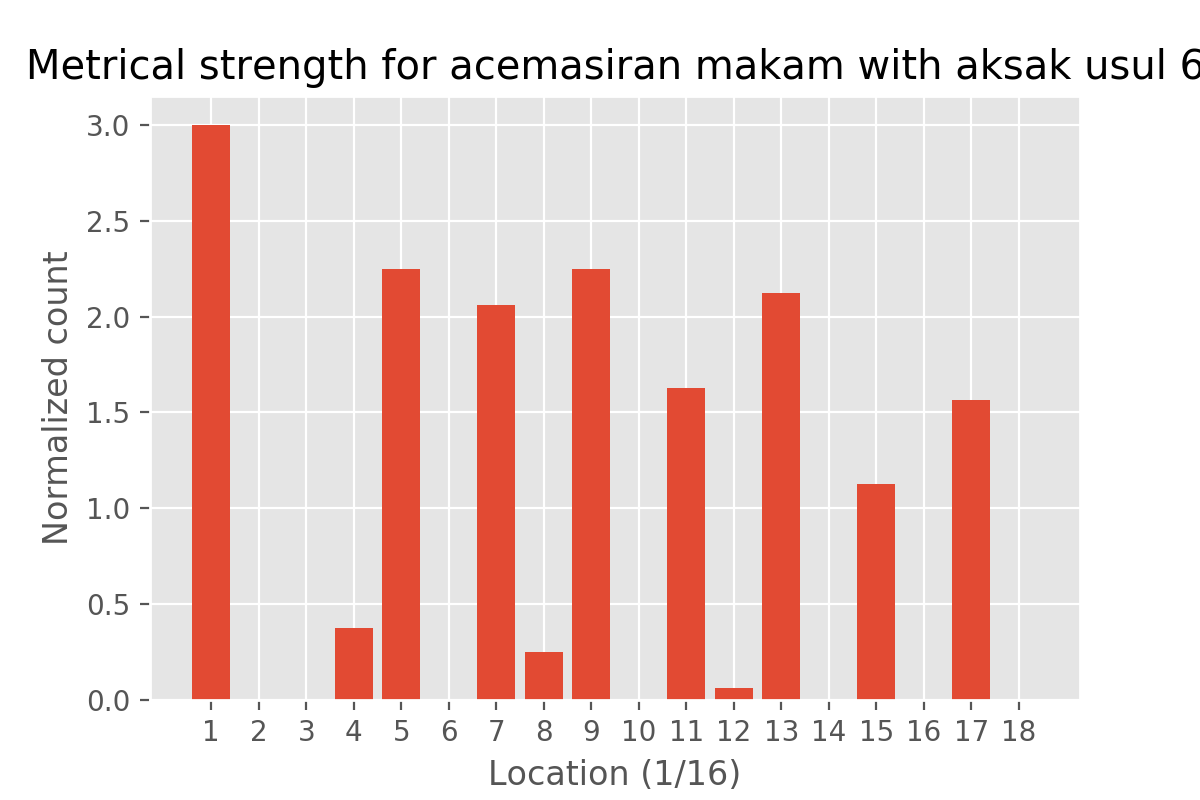 Metrical strength for acemasiran makam with aksak usul 6
3.0
2.5
2.0
1.5
1.0
0.5
0.0
Normalized count
1 2 3 4 5 6 7 8 9 10 11 12 13 14 15 16 17 18
Location (1/16)